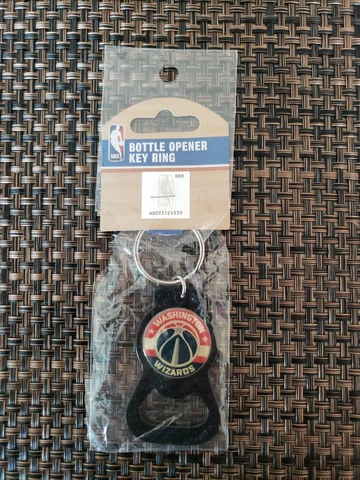 NBA
BOTTLE OPENER
KEY RING
WASHINGTON
WIZARDS